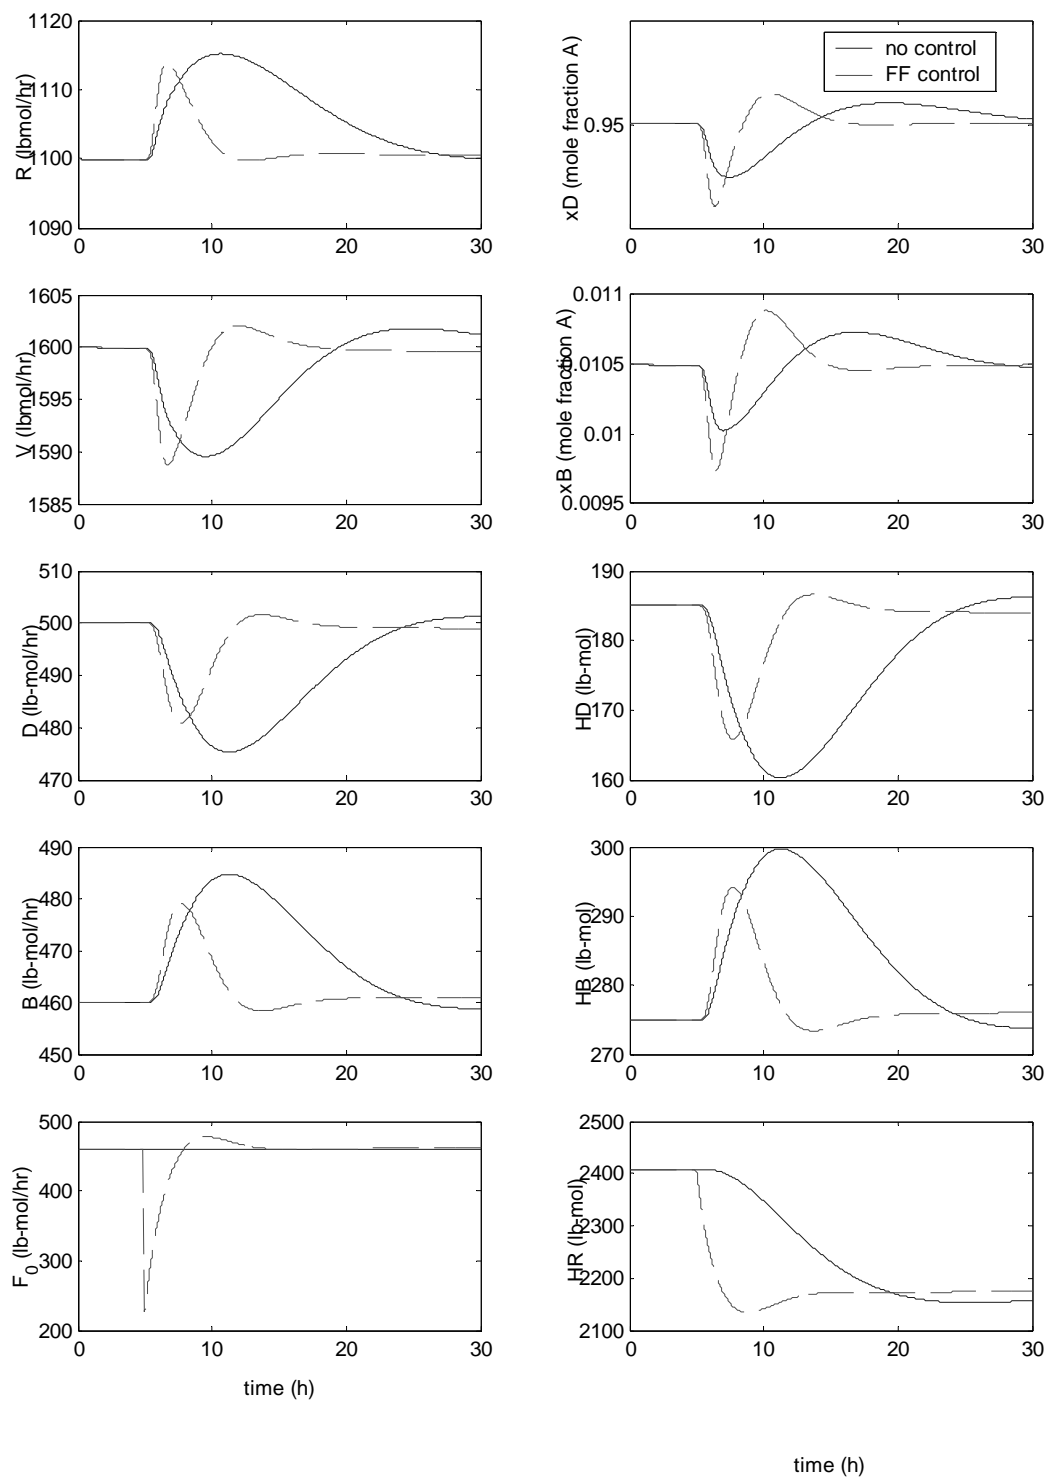 1120
1110
1100
1090
R (lbmol/hr)
0 10 20 30
0.95
xD (mole fraction A)
no control
FF control
0 10 20 30
1605
1600
1595
1590
1585
V (lbmol/hr)
0 10 20 30
0.011
0.0105
0.01
0.0095
xB (mole fraction A)
0 10 20 30
510
500
490
480
470
D (lb-mol/hr)
0 10 20 30
190
180
170
160
HD (lb-mol)
0 10 20 30
490
480
470
460
450
B (lb-mol/hr)
0 10 20 30
300
290
280
270
HB (lb-mol)
0 10 20 30
500
400
300
200
F0 (lb-mol/hr)
0 10 20 30
time (h)
2500
2400
2300
2200
2100
HR (lb-mol)
0 10 20 30
time (h)